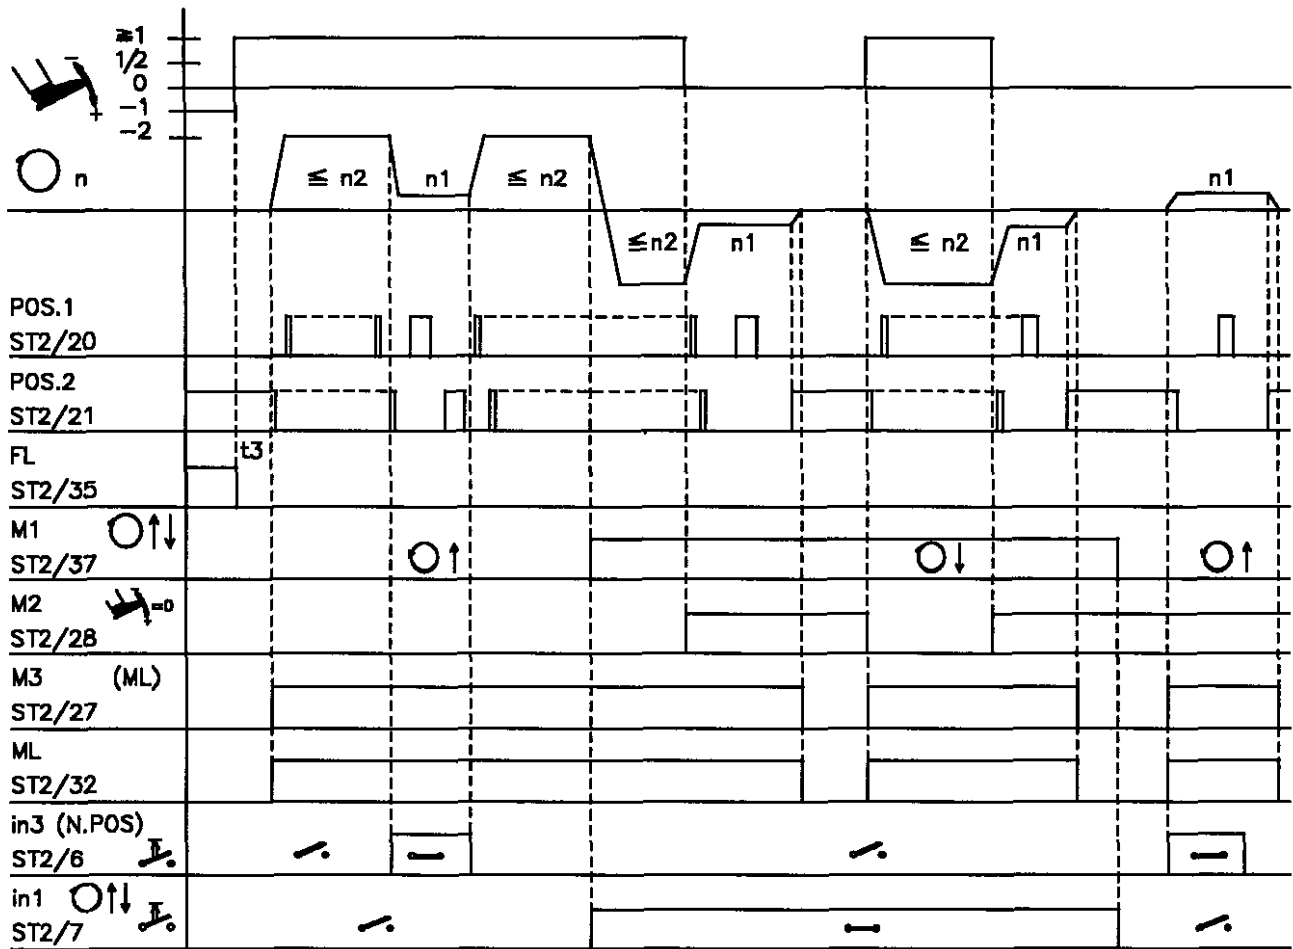 ≧1
1/2
0
−1
−2
− +
n
≦ n2
n1
≦ n2
≦ n2
n1
≦ n2
n1
n1
POS.1
ST2/20
POS.2
ST2/21
FL
t3
ST2/35
M1
ST2/37
M2
=0
ST2/28
M3 (ML)
ST2/27
ML
ST2/32
in3 (N.POS)
ST2/6
in1
ST2/7